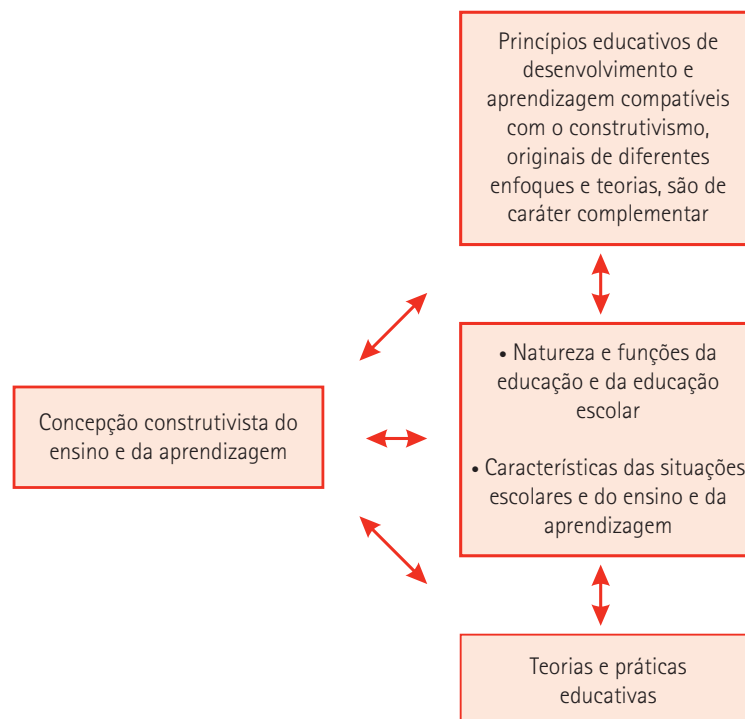 Princípios educativos de
desenvolvimento e
aprendizagem compatíveis
com o construtivismo,
originais de diferentes
enfoques e teorias, são de
caráter complementar
• Natureza e funções da
educação e da educação
escolar
Concepção construtivista do
ensino e da aprendizagem
• Características das situações
escolares e do ensino e da
aprendizagem
Teorias e práticas
educativas